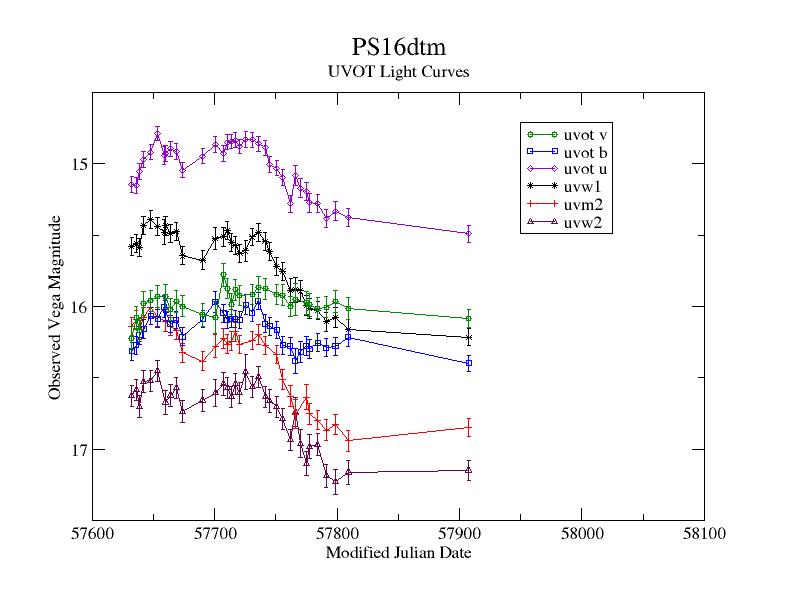 PS16dtm
UVOT Light Curves
uvot v
uvot b
uvot u
uvw1
uvm2
uvw2
Observed Vega Magnitude
15
16
17
57600 57700 57800 57900 58000 58100
Modified Julian Date